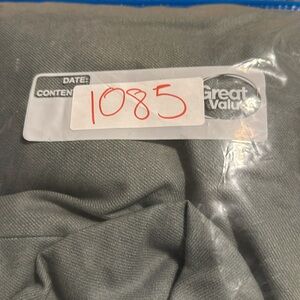 DATE:
CONTEN
1085
Great
Value